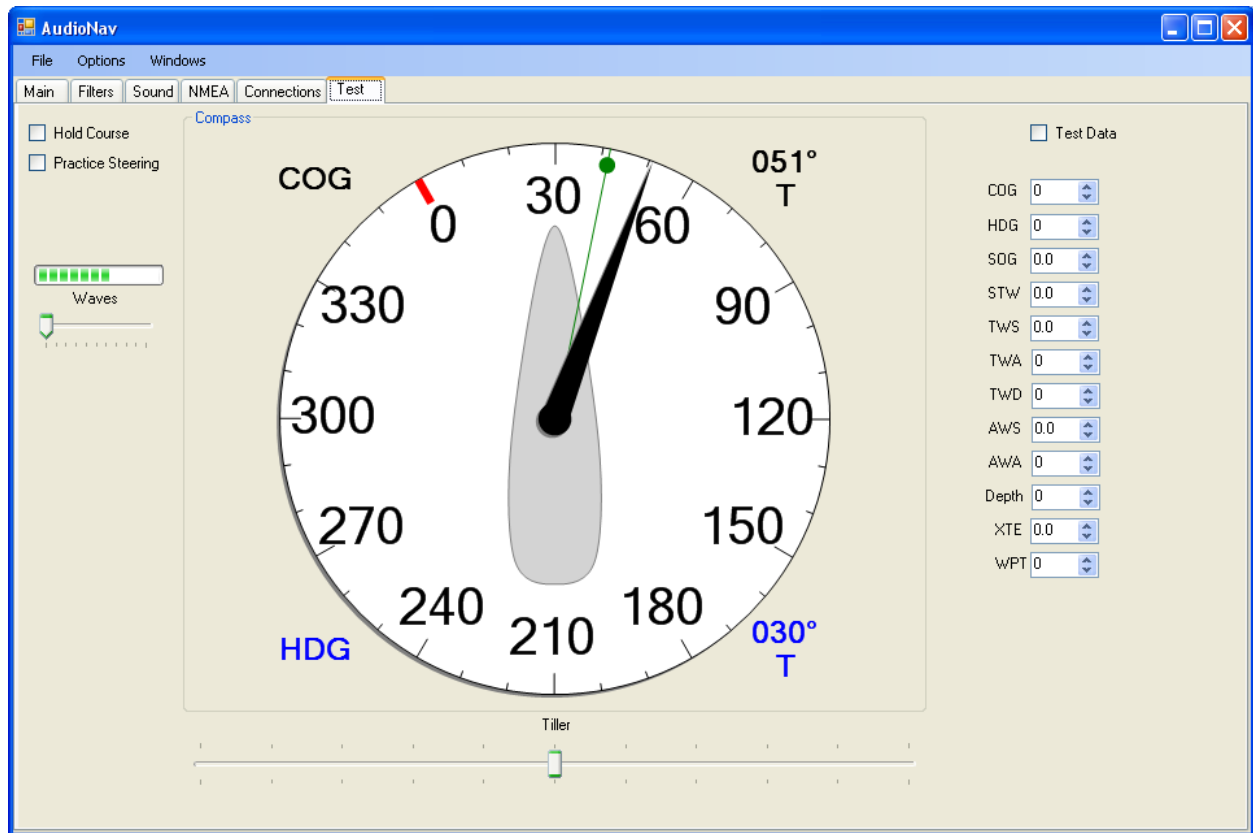 AudioNav
File Options Windows
Main Filters Sound NMEA Connections Test
Hold Course
Practice Steering
Waves
Compass
COG
051°
T
0
30
60
90
120
150
180
210
240
270
300
330
HDG
030°
T
Tiller
Test Data
COG 0
HDG 0
SOG 0.0
STW 0.0
TWS 0.0
TWA 0
TWD 0
AWS 0.0
AWA 0
Depth 0
XTE 0.0
WPT 0